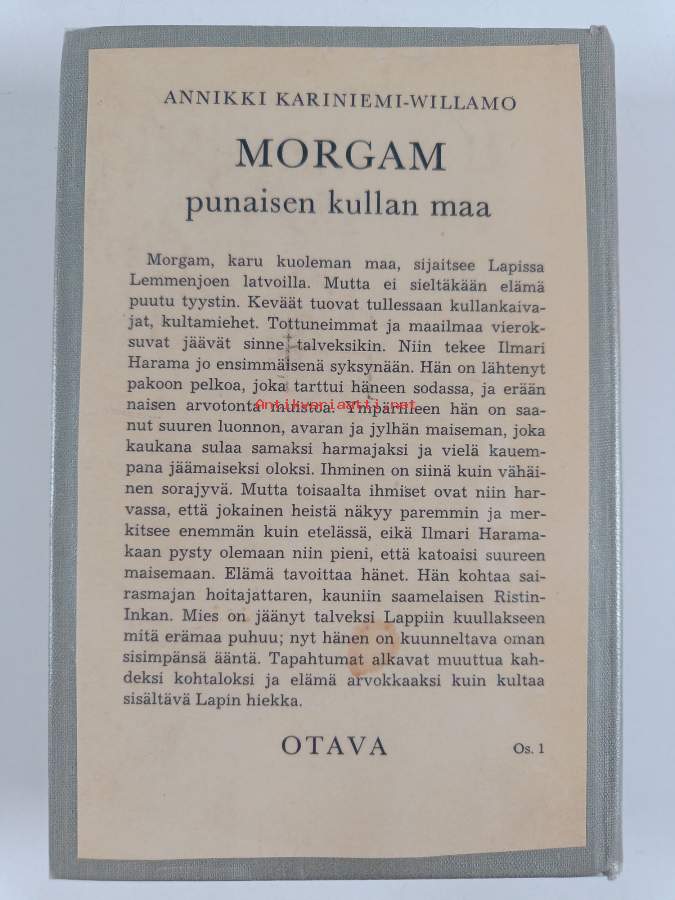 ANNIKKI KARINIEMI-WILLAMO
MORGAM
punaisen kullan maa
Morgam, karu kuoleman maa, sijaitsee Lapissa
Lemmenjoen latvoilla. Mutta ei sieltäkään elämä
puutu tyystin. Keväät tuovat tullessaan kullankaiva-
jat, kultamiehet. Tottuneimmat ja maailmaa vierok-
suvat jäävät sinne talveksikin. Niin tekee Ilmari
Harama jo ensimmäisenä syksynään. Hän on lähtenyt
pakoon pelkoa, joka tarttui häneen sodassa, ja erään
naisen arvotonta muistoa. Ympärilleen hän on saa-
Antikvariaatti.net
nut suuren luonnon, avaran ja jylhän maiseman, joka
kaukana sulaa samaksi harmajaksi ja vielä kauem-
pana jäämaiseksi oloksi. Ihminen on siinä kuin vähäi-
nen sorajyvä. Mutta toisaalta ihmiset ovat niin har-
vassa, että jokainen heistä näkyy paremmin ja mer-
kitsee enemmän kuin etelässä, eikä Ilmari Harama-
kaan pysty olemaan niin pieni, että katoaisi suureen
maisemaan. Elämä tavoittaa hänet. Hän kohtaa sai-
rasmajan hoitajattaren, kauniin saamelaisen Ristin-
Inkan. Mies on jäänyt talveksi Lappiin kuullakseen
mitä erämaa puhuu; nyt hänen on kuunneltava oman
sisimpänsä ääntä. Tapahtumat alkavat muuttua kah-
deksi kohtaloksi ja elämä arvokkaaksi kuin kultaa
sisältävä Lapin hiekka.
OTAVA
Os. 1